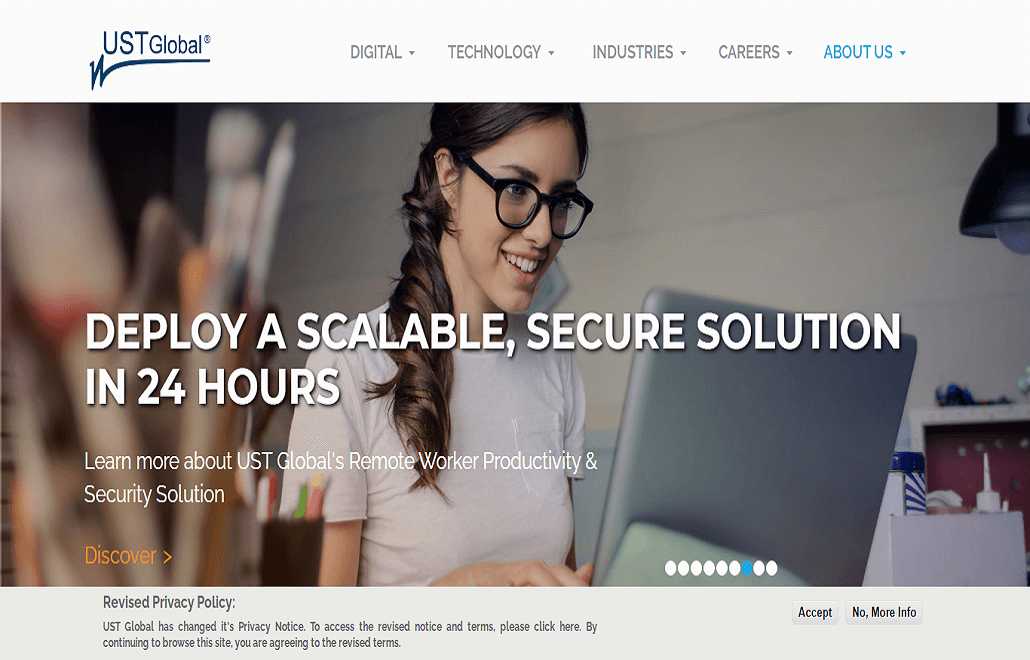 UST Global®
DIGITAL
TECHNOLOGY
INDUSTRIES
CAREERS
ABOUT US
DEPLOY A SCALABLE, SECURE SOLUTION
IN 24 HOURS
Learn more about UST Global's Remote Worker Productivity &
Security Solution
Discover >
Revised Privacy Policy:
UST Global has changed it's Privacy Notice. To access the revised notice and terms, please click here. By
continuing to browse this site, you are agreeing to the revised terms.
Accept
No, More Info